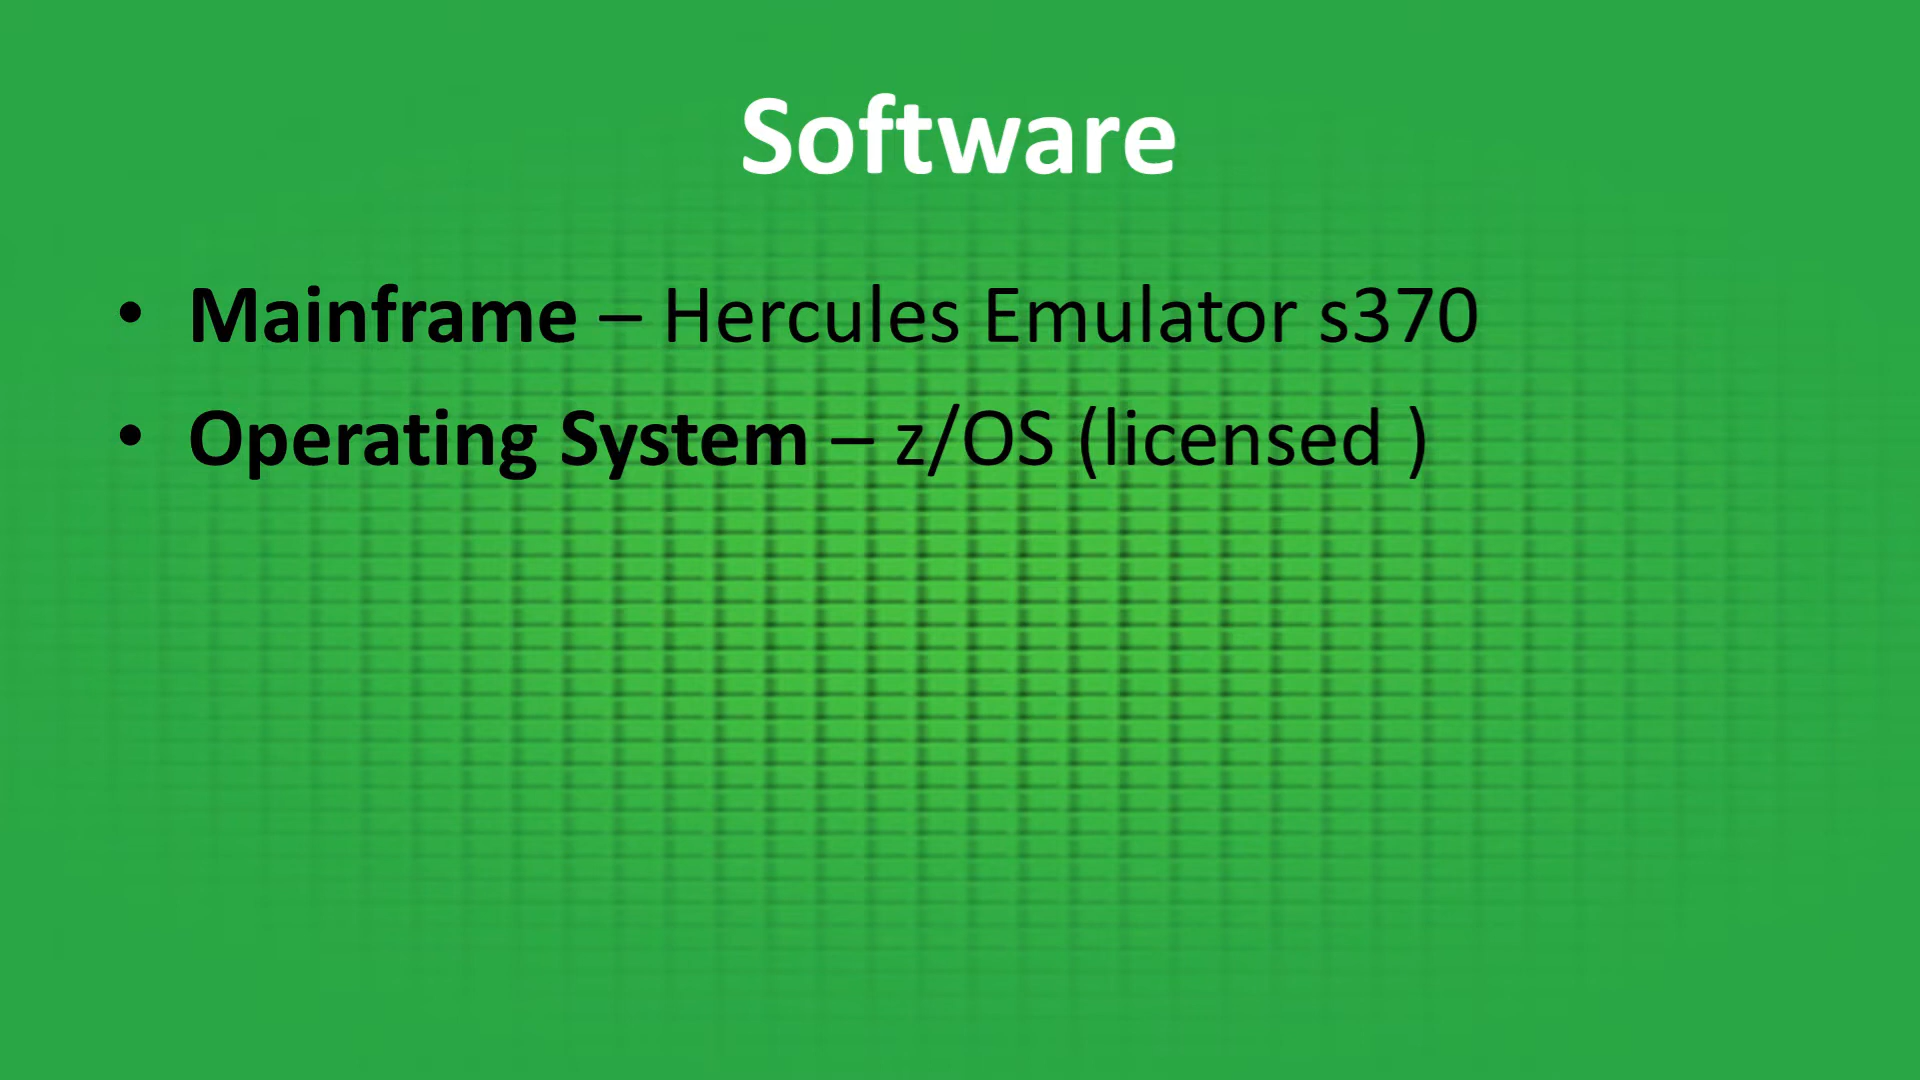 Software
• Mainframe – Hercules Emulator s370
• Operating System – z/OS (licensed )